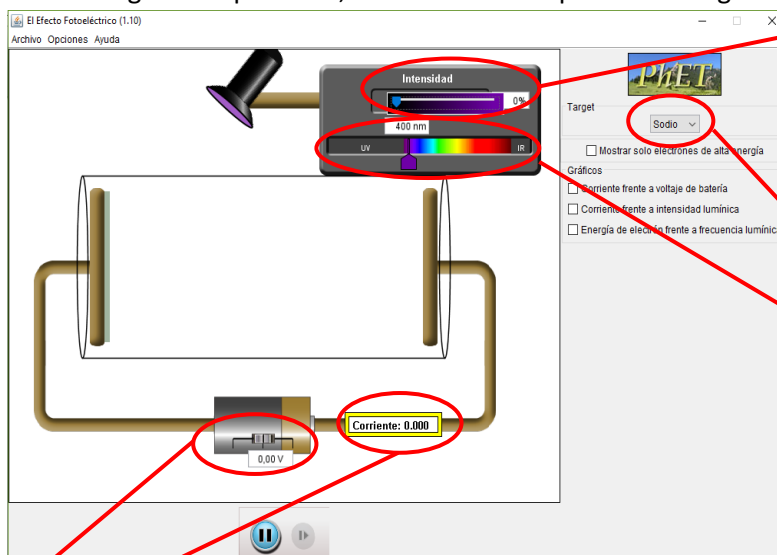 El Efecto Fotoeléctrico (1.10)
Archivo Opciones Ayuda
Intensidad
0%
400 nm
UV
IR
PhET
Target
Sodio
Mostrar solo electrones de alta energía
Gráficos
Corriente frente a voltaje de batería
Corriente frente a intensidad lumínica
Energía de electrón frente a frecuencia lumínica
Corriente: 0.000
0,00 V